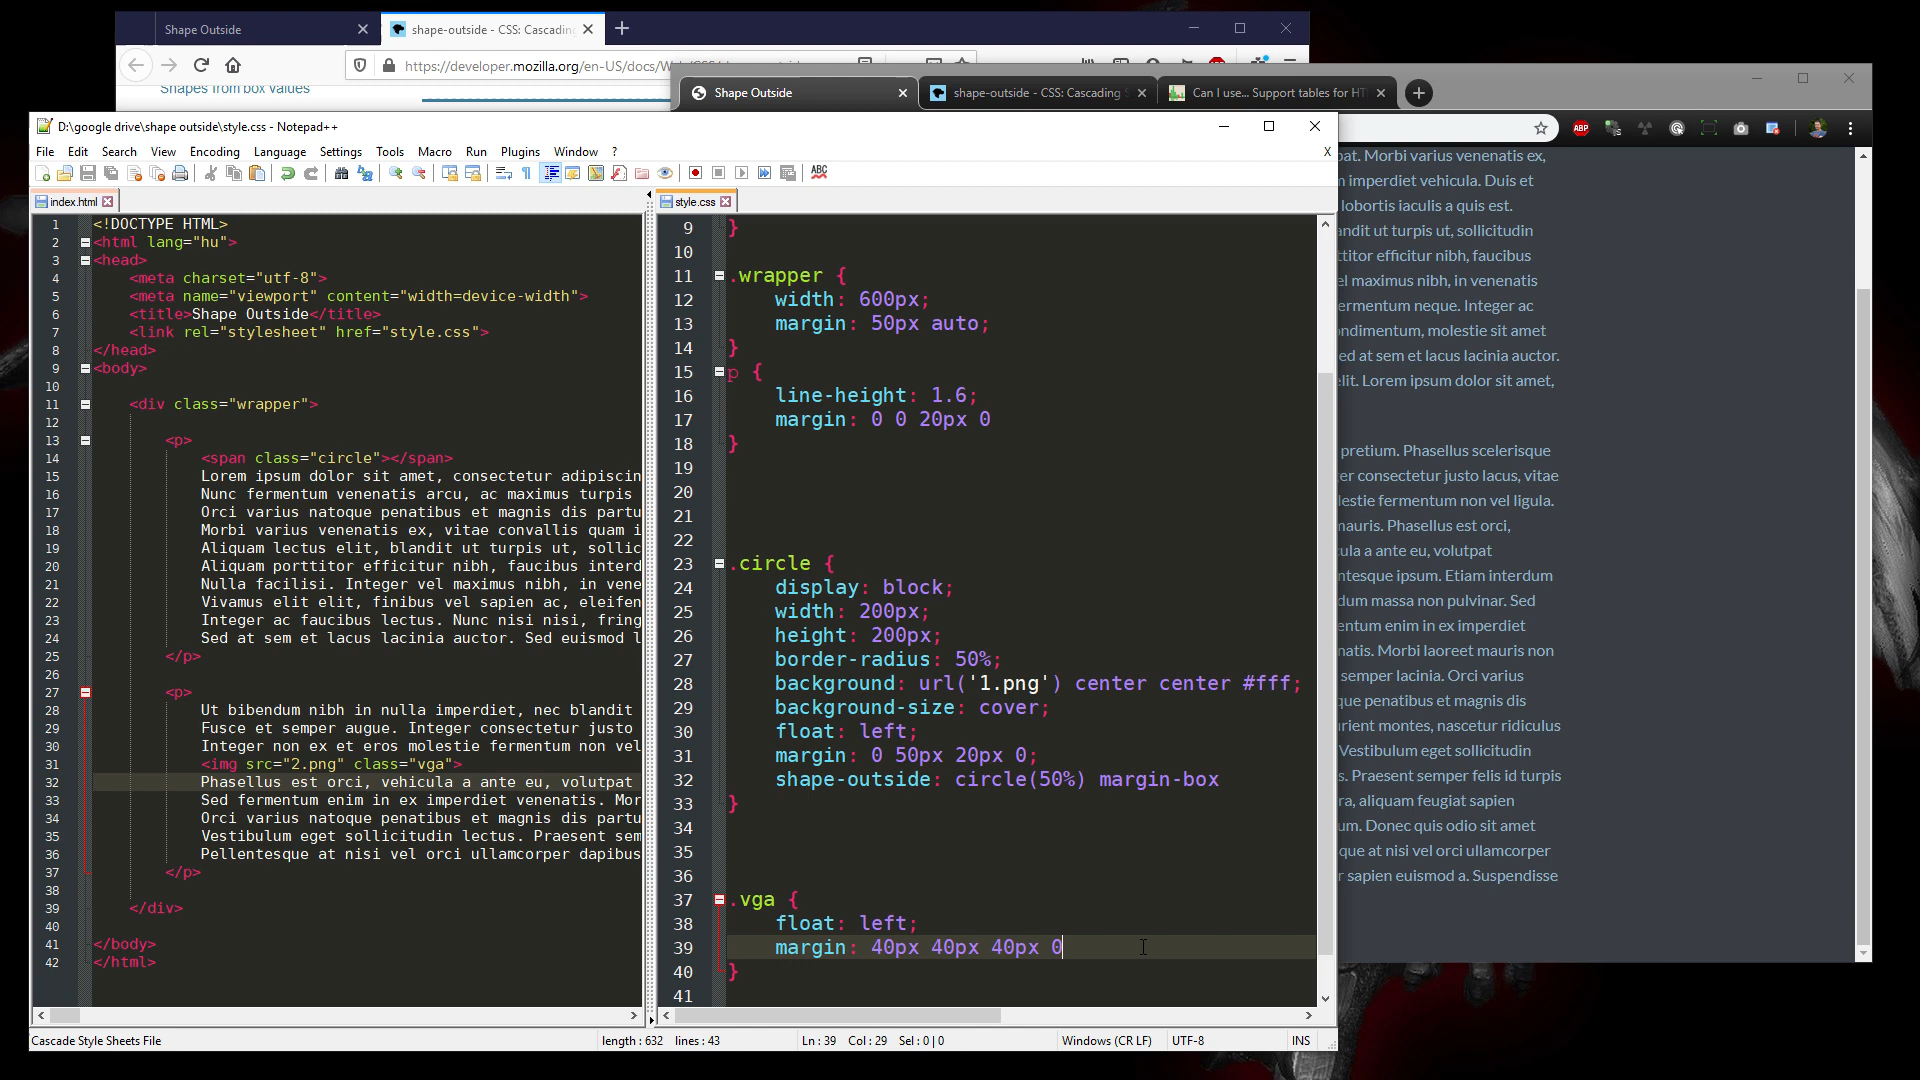 Shape Outside
shape-outside - CSS: Cascading
https://developer.mozilla.org/en-US/docs/W
Shapes from box values
Shape Outside
shape-outside - CSS: Cascading S
Can I use... Support tables for HT
ABP
D:\google drive\shape outside\style.css - Notepad++
File Edit Search View Encoding Language Settings Tools Macro Run Plugins Window ? X
ABC
index.html
style.css
1 <!DOCTYPE HTML>
2 <html lang="hu">
3 <head>
4 <meta charset="utf-8">
5 <meta name="viewport" content="width=device-width">
6 <title>Shape Outside</title>
7 <link rel="stylesheet" href="style.css">
8 </head>
9 <body>
10
11 <div class="wrapper">
12
13 <p>
14 <span class="circle"></span>
15 Lorem ipsum dolor sit amet, consectetur adipiscin
16 Nunc fermentum venenatis arcu, ac maximus turpis
17 Orci varius natoque penatibus et magnis dis partu
18 Morbi varius venenatis ex, vitae convallis quam i
19 Aliquam lectus elit, blandit ut turpis ut, sollic
20 Aliquam porttitor efficitur nibh, faucibus interd
21 Nulla facilisi. Integer vel maximus nibh, in vene
22 Vivamus elit elit, finibus vel sapien ac, eleifen
23 Integer ac faucibus lectus. Nunc nisi nisi, fring
24 Sed at sem et lacus lacinia auctor. Sed euismod l
25 </p>
26
27 <p>
28 Ut bibendum nibh in nulla imperdiet, nec blandit
29 Fusce et semper augue. Integer consectetur justo
30 Integer non ex et eros molestie fermentum non vel
31 <img src="2.png" class="vga">
32 Phasellus est orci, vehicula a ante eu, volutpat
33 Sed fermentum enim in ex imperdiet venenatis. Mor
34 Orci varius natoque penatibus et magnis dis partu
35 Vestibulum eget sollicitudin lectus. Praesent sem
36 Pellentesque at nisi vel orci ullamcorper dapibus
37 </p>
38
39 </div>
40
41 </body>
42 </html>
9 }
10
11 .wrapper {
12 width: 600px;
13 margin: 50px auto;
14 }
15 p {
16 line-height: 1.6;
17 margin: 0 0 20px 0
18 }
19
20
21
22
23 .circle {
24 display: block;
25 width: 200px;
26 height: 200px;
27 border-radius: 50%;
28 background: url('1.png') center center #fff;
29 background-size: cover;
30 float: left;
31 margin: 0 50px 20px 0;
32 shape-outside: circle(50%) margin-box
33 }
34
35
36
37 .vga {
38 float: left;
39 margin: 40px 40px 40px 0
40 }
41
pat. Morbi varius venenatis ex,
n imperdiet vehicula. Duis et
lobortis iaculis a quis est.
andit ut turpis ut, sollicitudin
ttitor efficitur nibh, faucibus
el maximus nibh, in venenatis
ermentum neque. Integer ac
ondimentum, molestie sit amet
ed at sem et lacus lacinia auctor.
elit. Lorem ipsum dolor sit amet,
pretium. Phasellus scelerisque
er consectetur justo lacus, vitae
lestie fermentum non vel ligula.
mauris. Phasellus est orci,
ula a ante eu, volutpat
ntesque ipsum. Etiam interdum
dum massa non pulvinar. Sed
mentum enim in ex imperdiet
natis. Morbi laoreet mauris non
semper lacinia. Orci varius
que penatibus et magnis dis
urient montes, nascetur ridiculus
Vestibulum eget sollicitudin
s. Praesent semper felis id turpis
ra, aliquam feugiat sapien
um. Donec quis odio sit amet
que at nisi vel orci ullamcorper
r sapien euismod a. Suspendisse
Cascade Style Sheets File
length : 632 lines : 43
Ln : 39 Col : 29 Sel : 0 | 0
Windows (CR LF)
UTF-8
INS